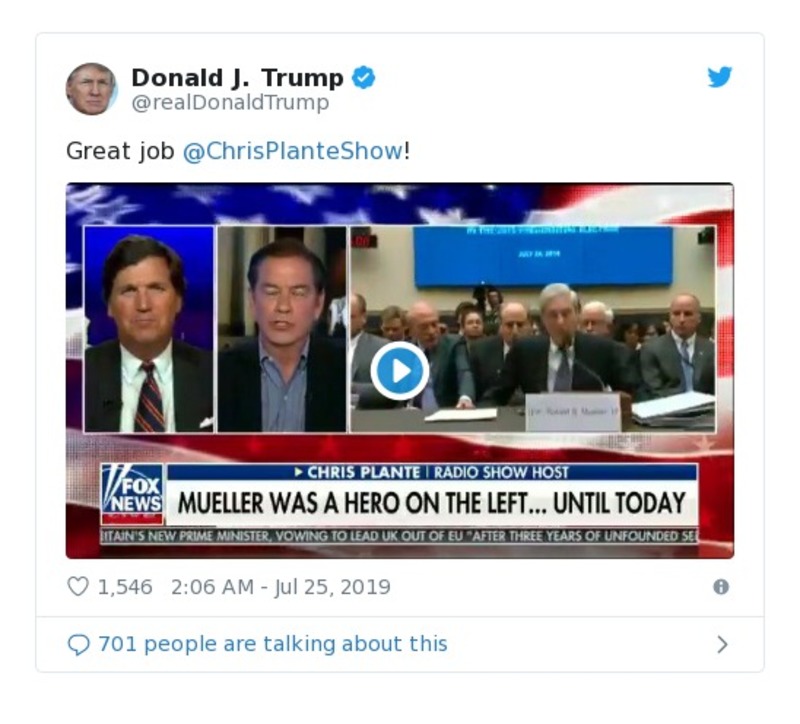 Donald J. Trump
@realDonaldTrump
Great job @ChrisPlanteShow!
JULY 24, 2019
CHRIS PLANTE | RADIO SHOW HOST
FOX
NEWS
MUELLER WAS A HERO ON THE LEFT... UNTIL TODAY
ITAIN'S NEW PRIME MINISTER, VOWING TO LEAD UK OUT OF EU "AFTER THREE YEARS OF UNFOUNDED SE
1,546 2:06 AM - Jul 25, 2019
701 people are talking about this